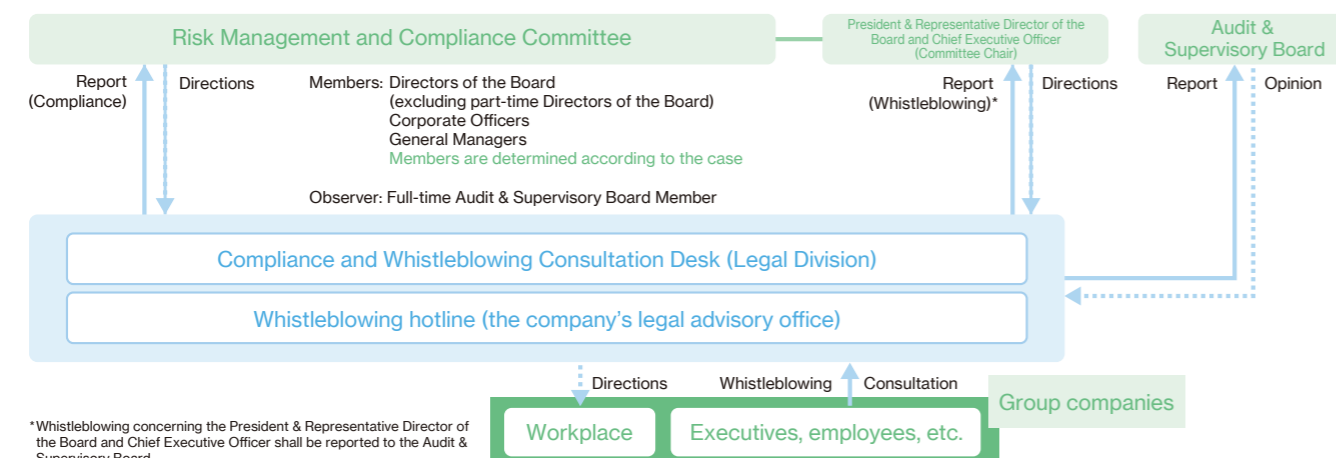 Risk Management and Compliance Committee
President & Representative Director of the
Board and Chief Executive Officer
(Committee Chair)
Audit &
Supervisory Board
Report
(Compliance)
Directions
Members: Directors of the Board
(excluding part-time Directors of the Board)
Corporate Officers
General Managers
Members are determined according to the case
Observer: Full-time Audit & Supervisory Board Member
Report
(Whistleblowing)*
Directions
Report
Opinion
Compliance and Whistleblowing Consultation Desk (Legal Division)
Whistleblowing hotline (the company's legal advisory office)
Directions
Whistleblowing
Consultation
Group companies
Workplace
Executives, employees, etc.
*Whistleblowing concerning the President & Representative Director of
the Board and Chief Executive Officer shall be reported to the Audit &
Supervisory Board